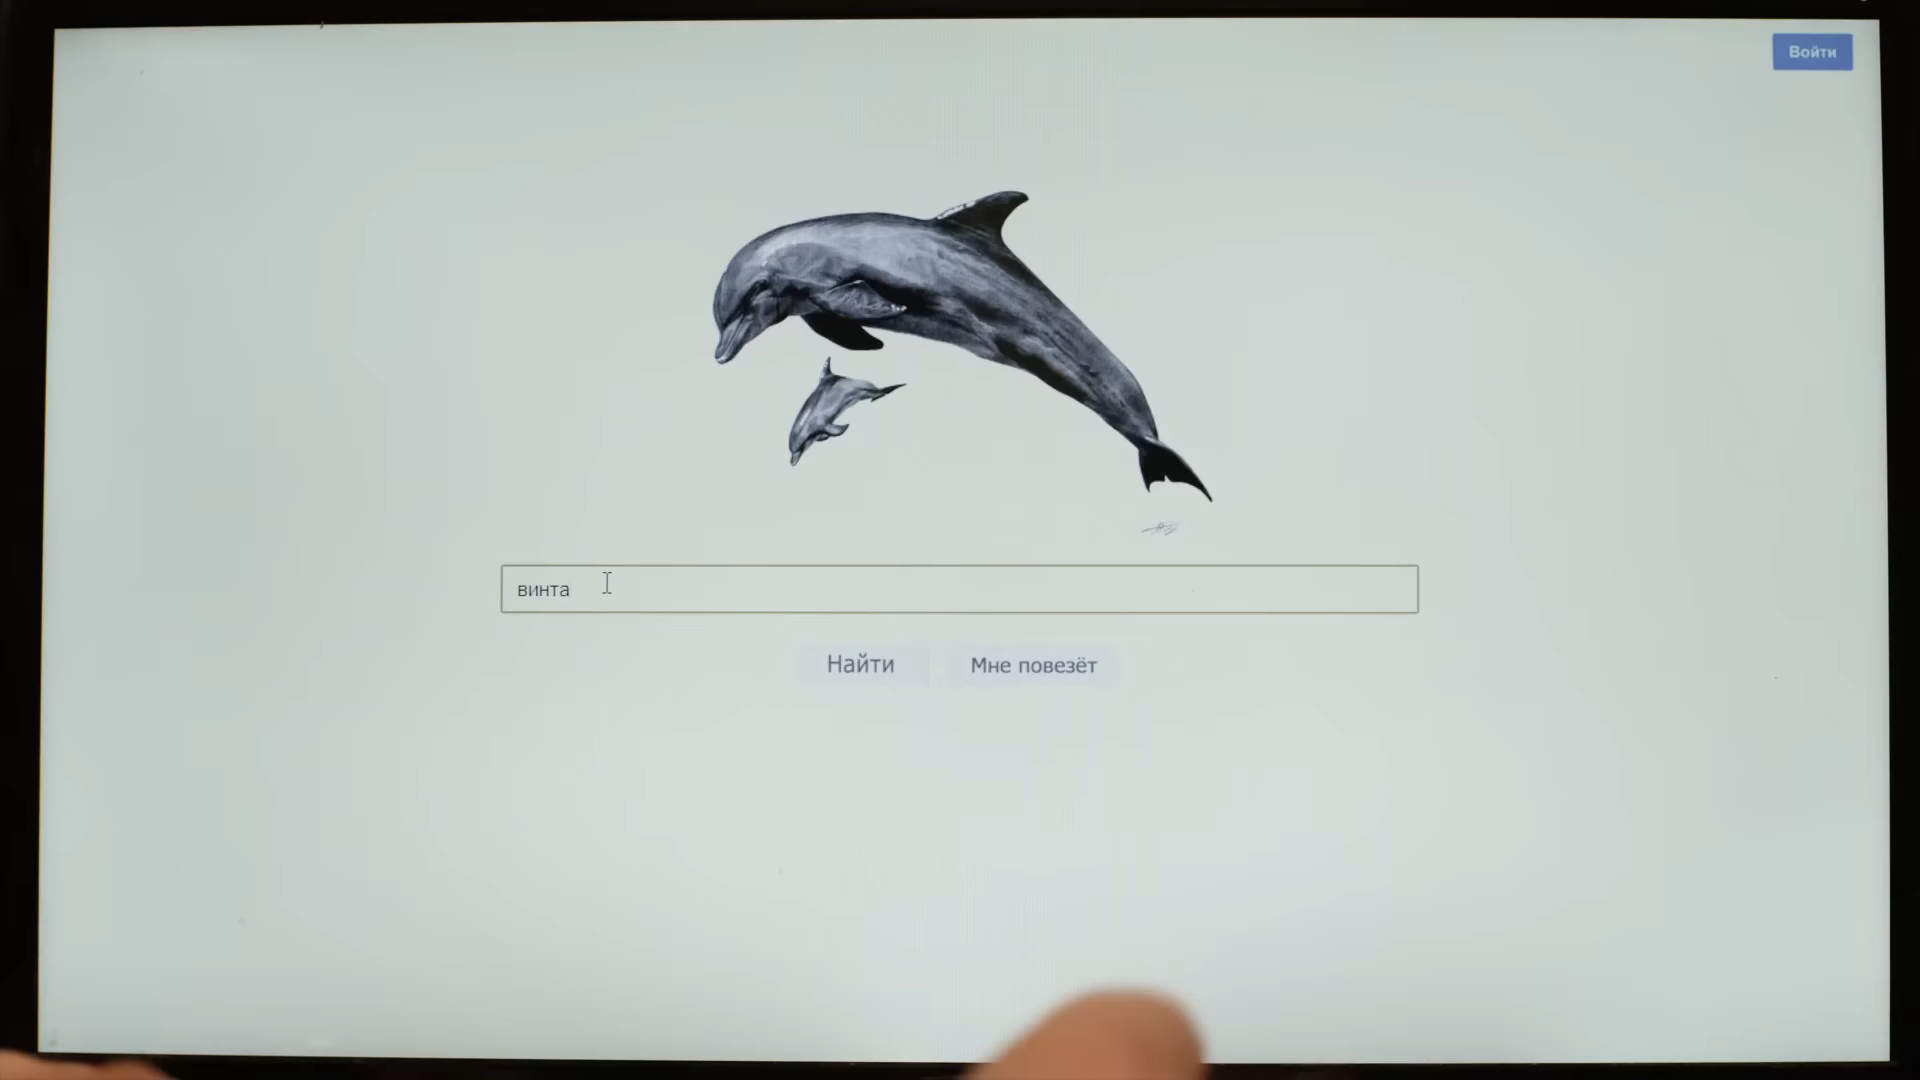 Войти
винта
Найти
Мне повезёт